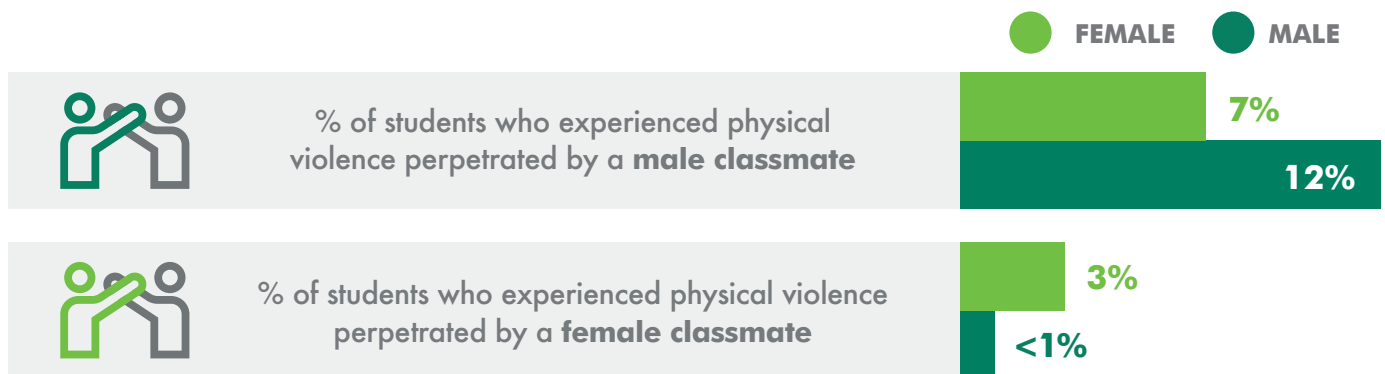 FEMALE MALE
% of students who experienced physical
violence perpetrated by a male classmate
7%
12%
% of students who experienced physical violence
perpetrated by a female classmate
3%
<1%